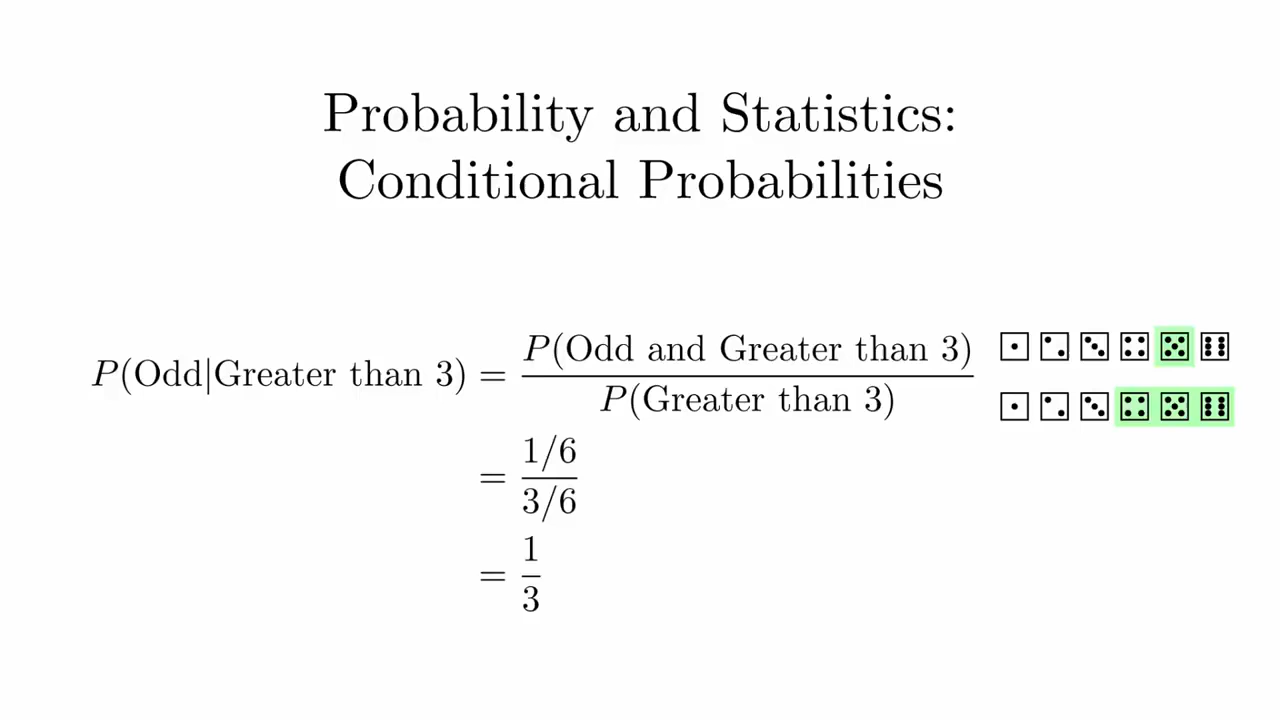 Probability and Statistics:
Conditional Probabilities
P(Odd|Greater than 3) = P(Odd and Greater than 3) / P(Greater than 3)
= 1/6 / 3/6
= 1/3